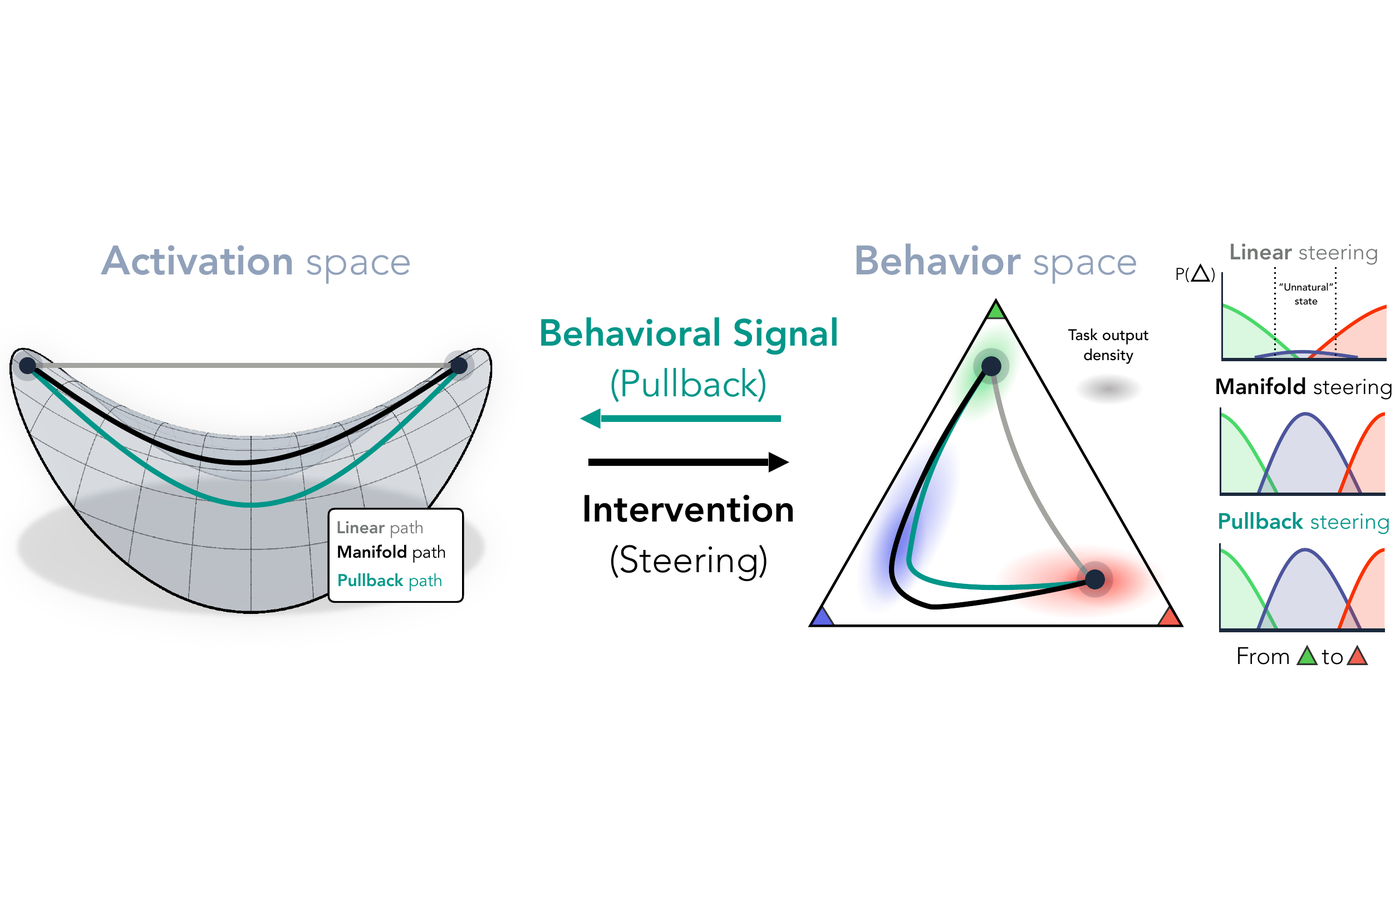 Activation space
Linear path
Manifold path
Pullback path
Behavioral Signal
(Pullback)
Intervention
(Steering)
Behavior space
Task output
density
Linear steering
P(△)
"Unnatural"
state
Manifold steering
Pullback steering
From ▲ to ▲